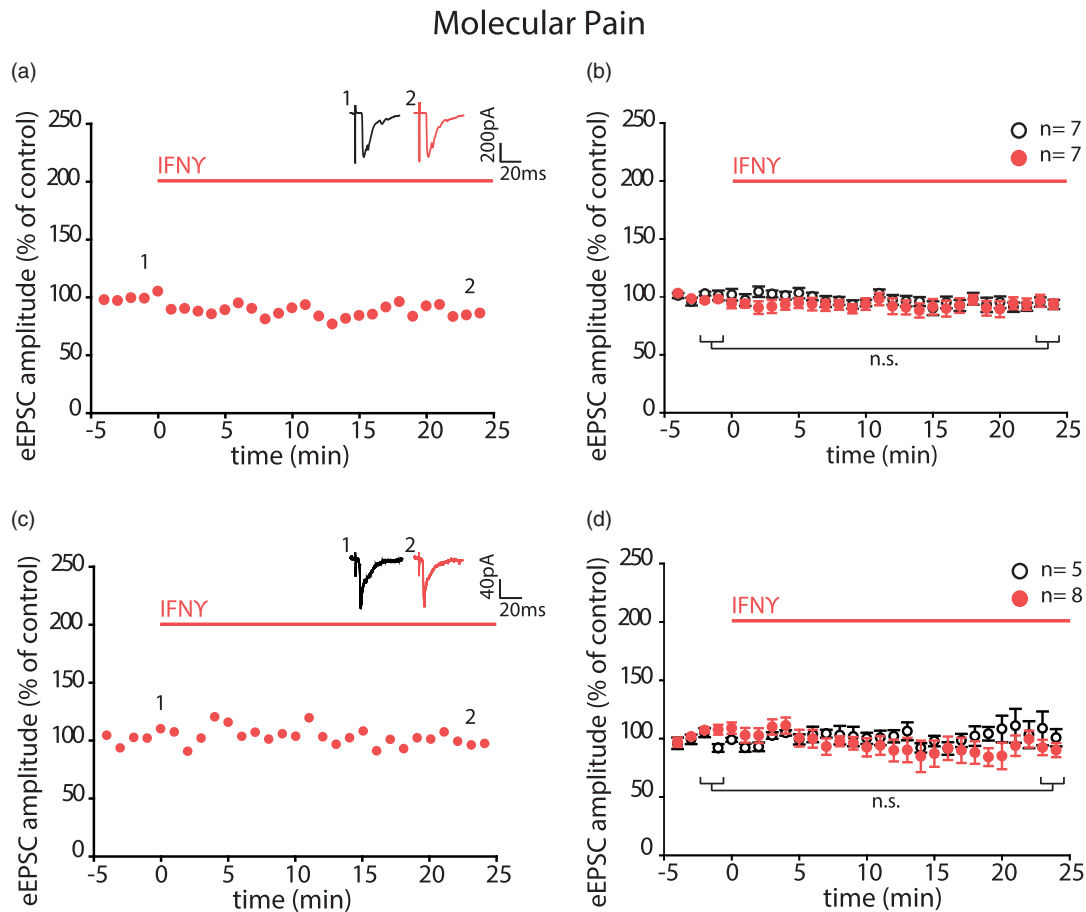 Molecular Pain
(a)
eEPSC amplitude (% of control)
250
200
150
100
50
0
IFNϒ
1
2
200pA
20ms
1
2
-5
0
5
10
15
20
25
time (min)
(b)
eEPSC amplitude (% of control)
250
200
150
100
50
0
n= 7
n= 7
IFNϒ
n.s.
-5
0
5
10
15
20
25
time (min)
(c)
eEPSC amplitude (% of control)
250
200
150
100
50
0
IFNϒ
1
2
40pA
20ms
1
2
-5
0
5
10
15
20
25
time (min)
(d)
eEPSC amplitude (% of control)
250
200
150
100
50
0
n= 5
n= 8
IFNϒ
n.s.
-5
0
5
10
15
20
25
time (min)